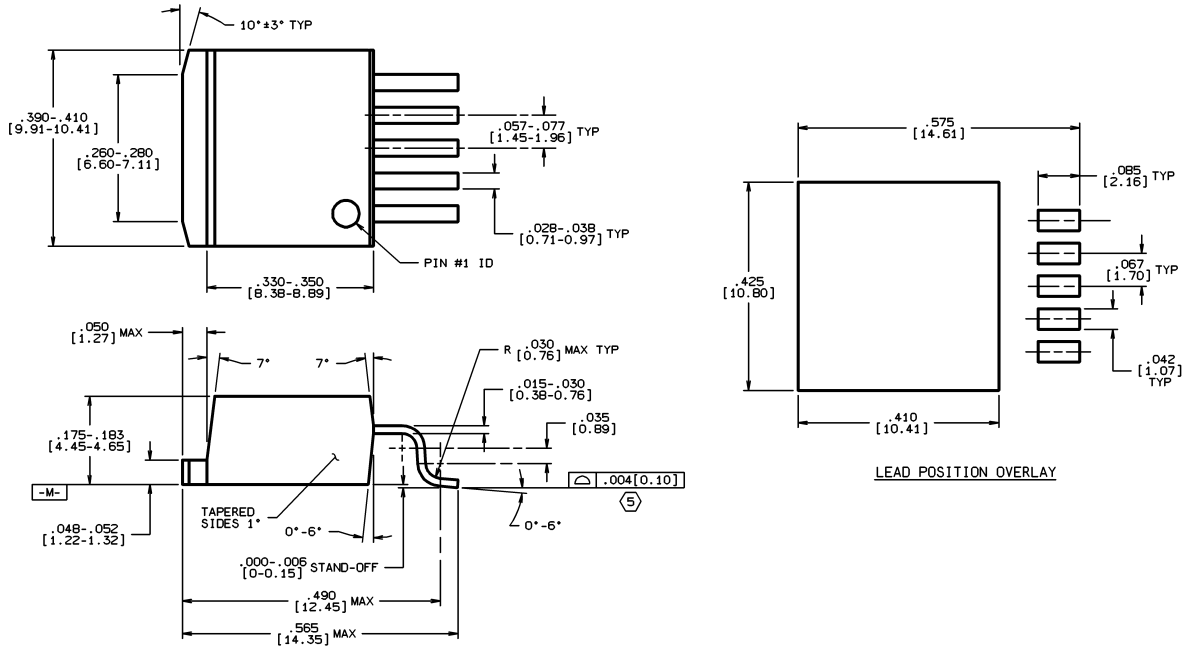 10°±3° TYP
.390-.410
[9.91-10.41]
.260-.280
[6.60-7.11]
.057-.077
[1.45-1.96] TYP
.028-.038
[0.71-0.97] TYP
PIN #1 ID
.330-.350
[8.38-8.89]
.575
[14.61]
.085
[2.16] TYP
.067
[1.70] TYP
.425
[10.80]
.042
[1.07]
TYP
.410
[10.41]
LEAD POSITION OVERLAY
.050
[1.27] MAX
7°
7°
R .030
[0.76] MAX TYP
.015-.030
[0.38-0.76]
.035
[0.89]
.175-.183
[4.45-4.65]
-M-
.048-.052
[1.22-1.32]
TAPERED
SIDES 1°
0°-6°
.004[0.10]
5
0°-6°
.000-.006
[0-0.15] STAND-OFF
.490
[12.45] MAX
.565
[14.35] MAX